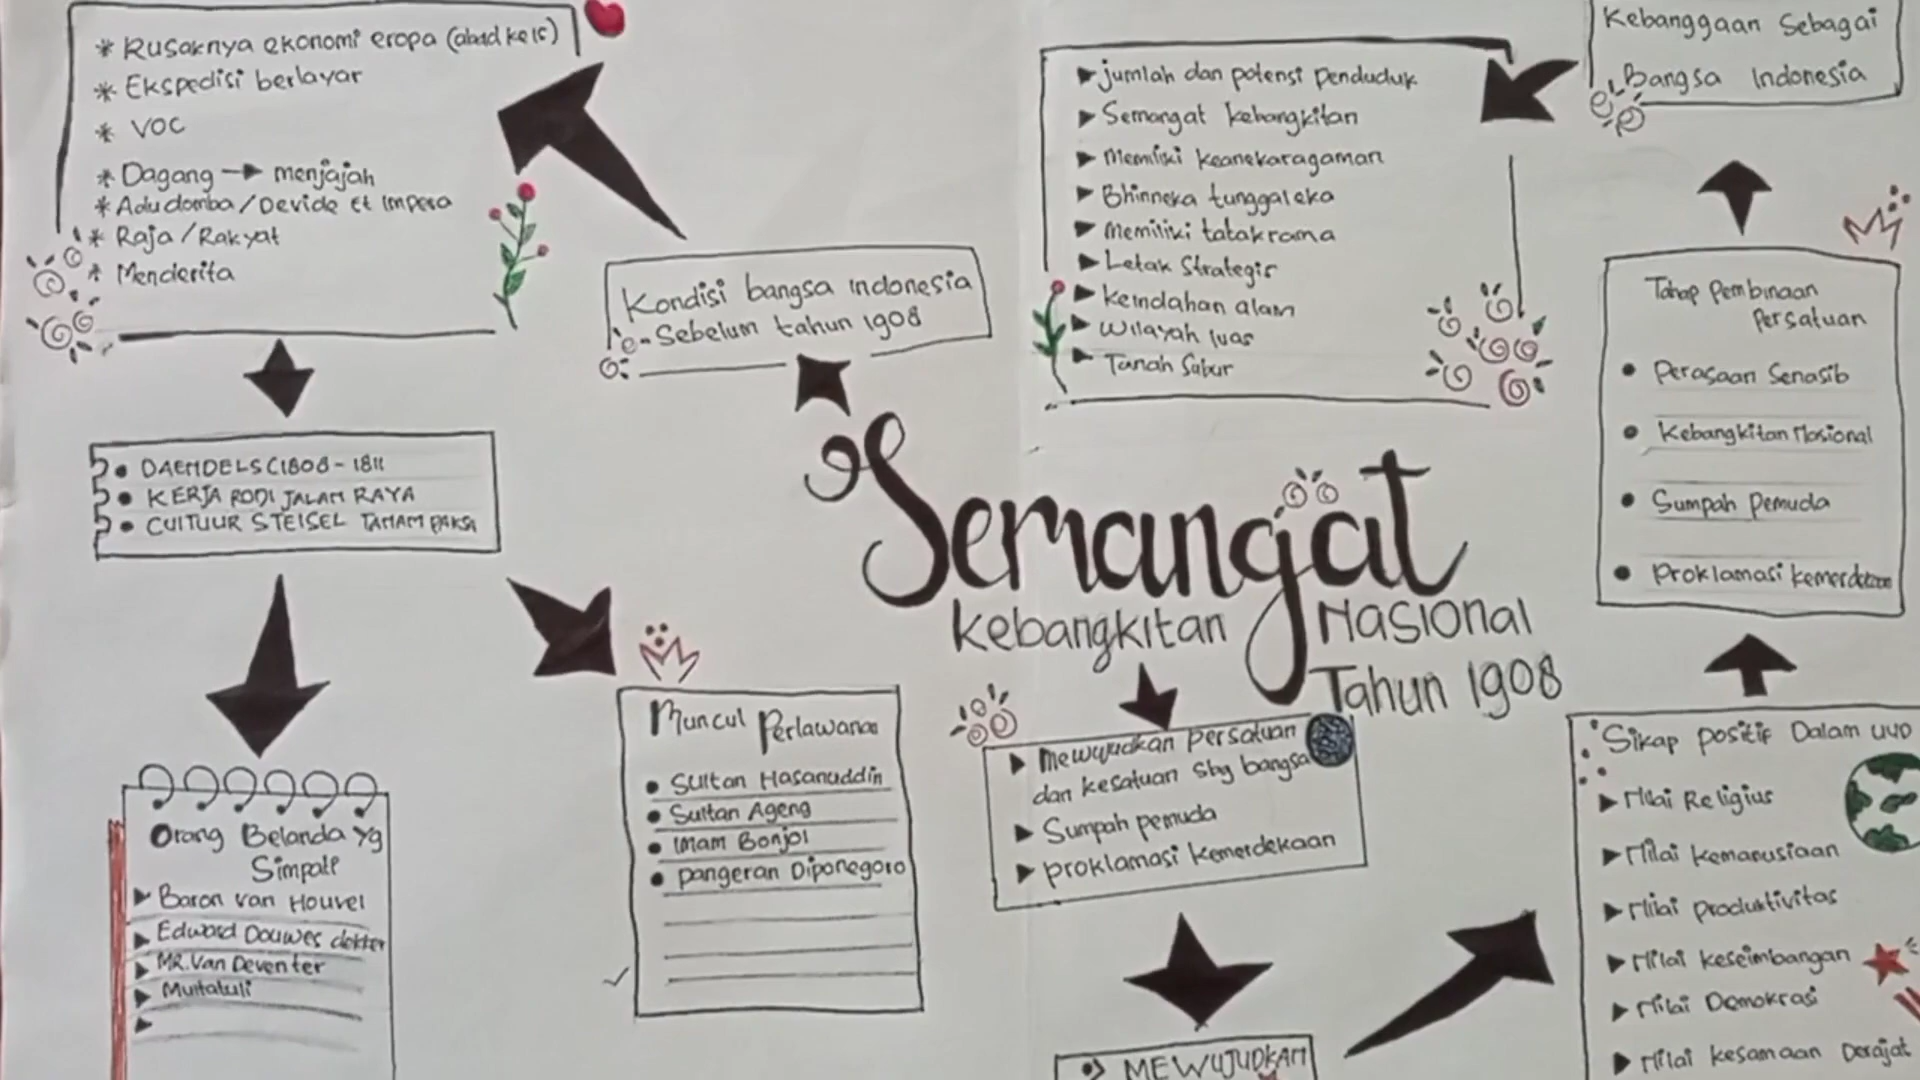 * Rusaknya ekonomi eropa (abad ke 15)
* Ekspedisi berlayar
* VOC
* Dagang → menjajah
* Adu domba / Devide Et Impera
* Raja / Rakyat
* Menderita
Kondisi bangsa indonesia
Sebelum tahun 1908
• DAENDELS (1808 - 1811
• KERJA RODI JALAN RAYA
• CULTUUR STEISEL TANAM PAKSA
Orang Belanda yg
Simpati
► Baron van Houvel
► Edward Douwes dekker
► MR. Van Deventer
► Multatuli
►
Muncul Perlawanan
• Sultan Hasanuddin
• Sultan Ageng
• Imam Bonjol
• pangeran Diponegoro
Semangat
Kebangkitan Nasional
Tahun 1908
► Mewujudkan persatuan
dan kesatuan sbg bangsa
► Sumpah pemuda
► proklamasi kemerdekaan
MEWUJUDKAN
Sikap positif Dalam UUD
► Nilai Religius
► Nilai kemanusiaan
► Nilai produktivitas
► Nilai keseimbangan
► Nilai Demokrasi
► Nilai kesamaan Derajat
Tahap Pembinaan
Persatuan
• Perasaan Senasib
• Kebangkitan Nasional
• Sumpah Pemuda
• Proklamasi kemerdekaan
Kebanggaan Sebagai
Bangsa Indonesia
► jumlah dan potensi penduduk
► Semangat kebangkitan
► Memiliki keanekaragaman
► Bhinneka tunggal eka
► Memiliki tatakrama
► Letak Strategis
► keindahan alam
► Wilayah luas
► Tanah Subur